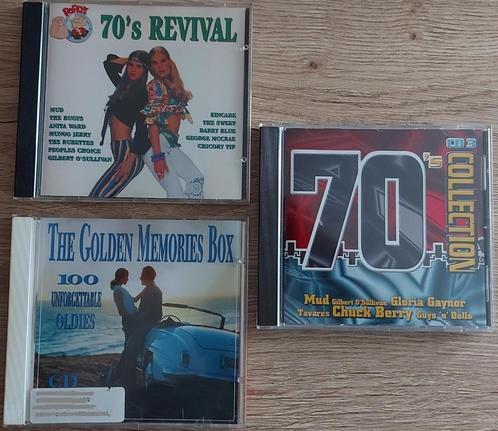 POPEYE
70's REVIVAL
MUD
THE BUOYS
ANITA WARD
MUNGO JERRY
THE RUBETTES
PEOPLES CHOICE
GILBERT O'SULLIVAN
KINCADE
THE SWEET
BARRY BLUE
GEORGE MCCRAE
CHICORY TIP
THE GOLDEN MEMORIES BOX
100
UNFORGETTABLE
OLDIES
CD
70's
CD 3
COLLECTION
Mud Gilbert O'Sullivan Gloria Gaynor
Tavares Chuck Berry Guys 'n' Dolls